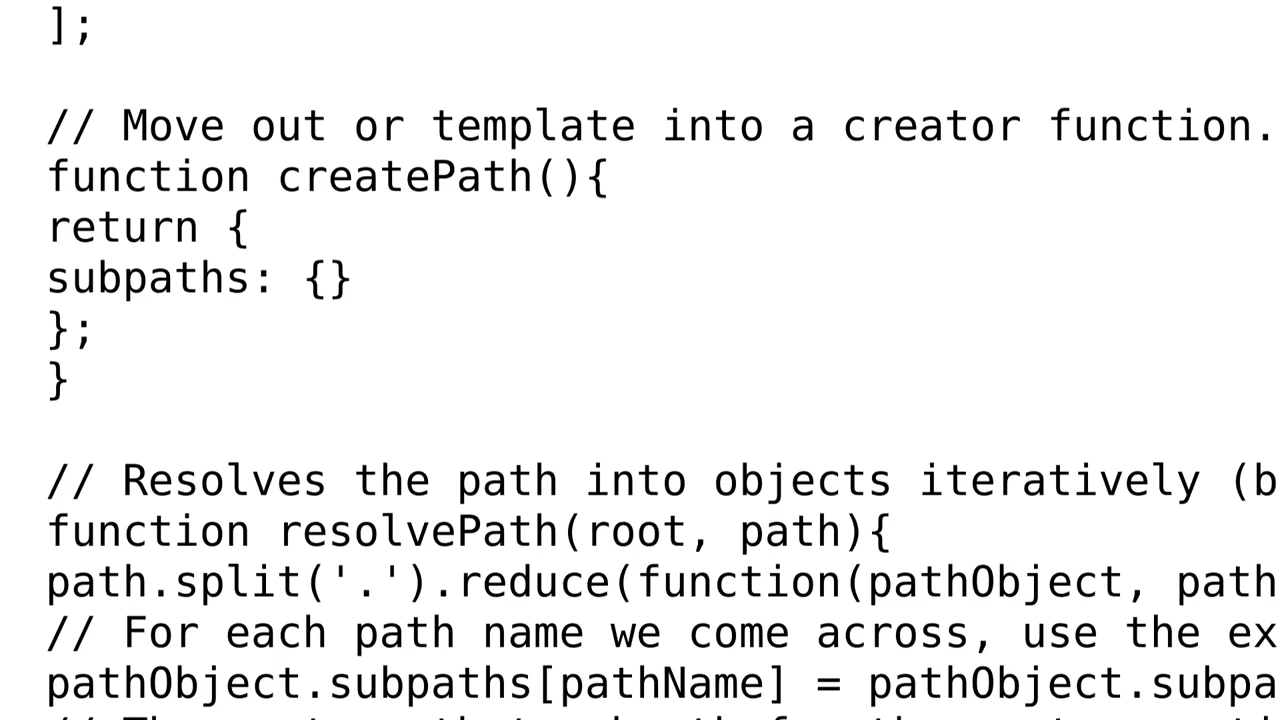 ];

// Move out or template into a creator function.
function createPath(){
return {
subpaths: {}
};
}

// Resolves the path into objects iteratively (b
function resolvePath(root, path){
path.split('.').reduce(function(pathObject, path
// For each path name we come across, use the ex
pathObject.subpaths[pathName] = pathObject.subpa